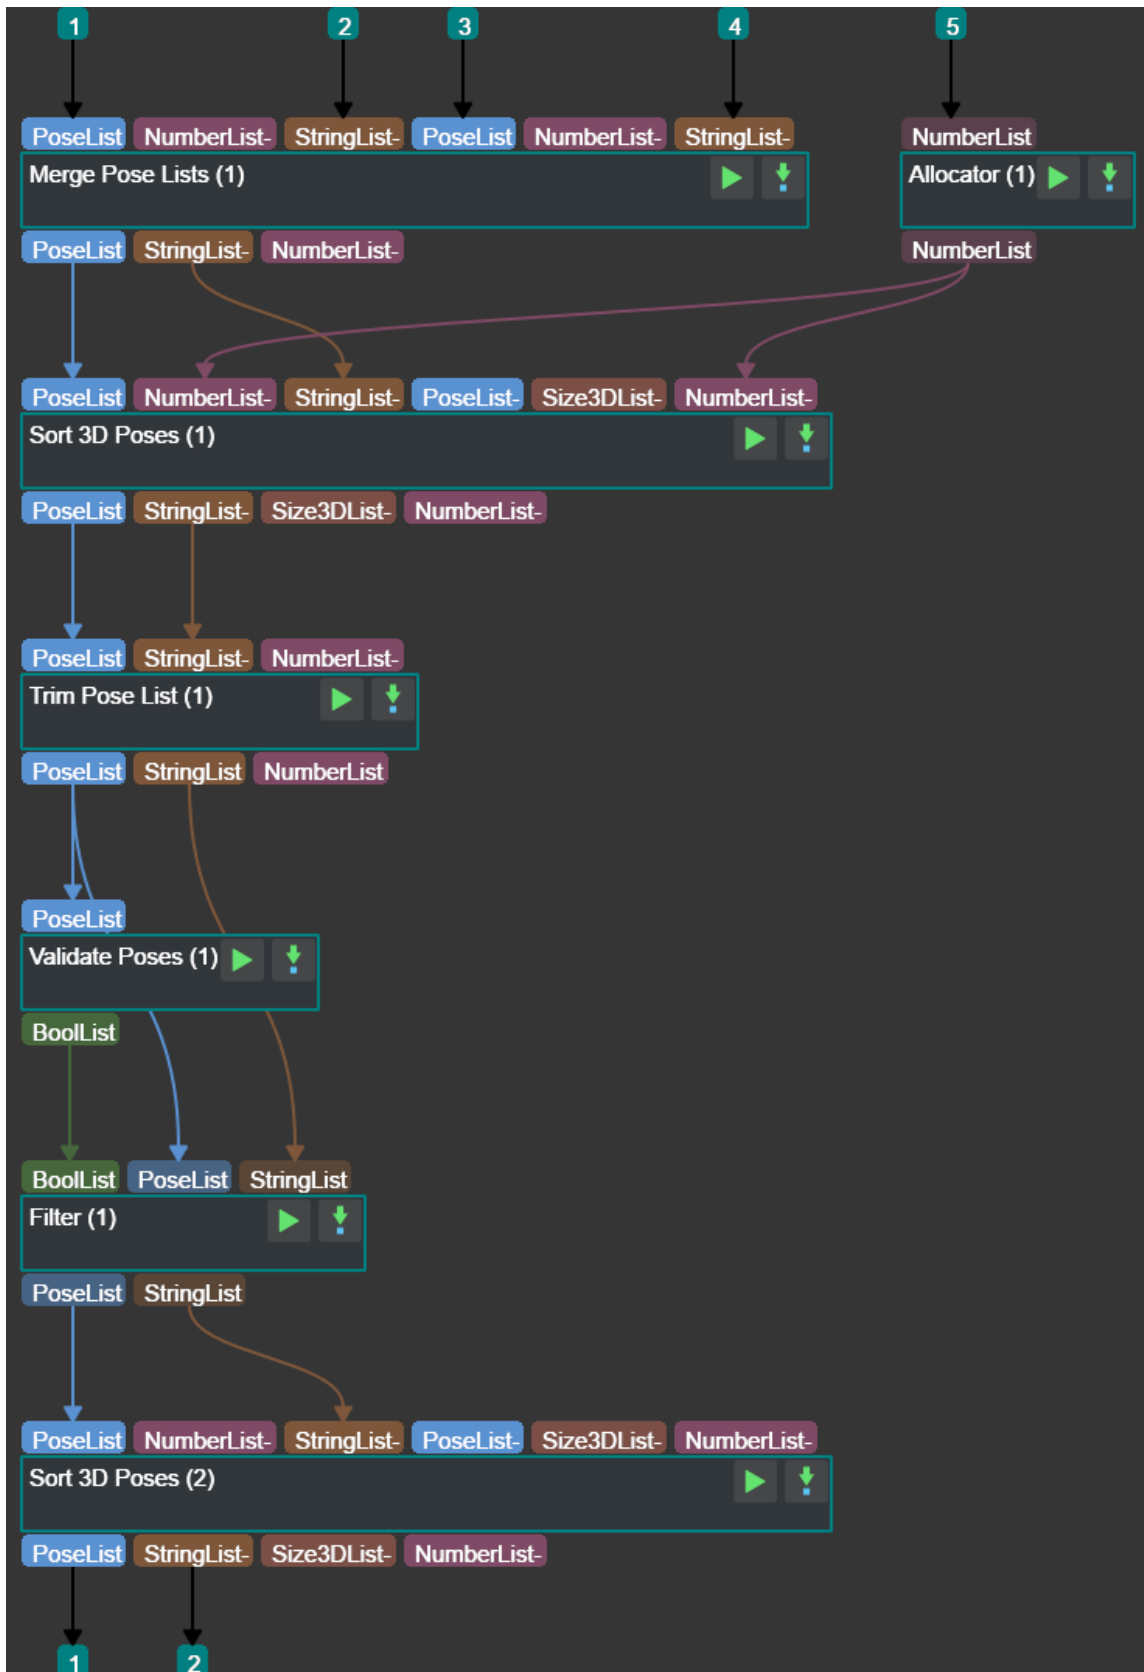 1 2 3 4 5
PoseList NumberList- StringList- PoseList NumberList- StringList- NumberList
Merge Pose Lists (1) Allocator (1)
PoseList StringList- NumberList- NumberList
PoseList NumberList- StringList- PoseList- Size3DList- NumberList-
Sort 3D Poses (1)
PoseList StringList- Size3DList- NumberList-
PoseList StringList- NumberList-
Trim Pose List (1)
PoseList StringList NumberList
PoseList
Validate Poses (1)
BoolList
BoolList PoseList StringList
Filter (1)
PoseList StringList
PoseList NumberList- StringList- PoseList- Size3DList- NumberList-
Sort 3D Poses (2)
PoseList StringList- Size3DList- NumberList-
1 2